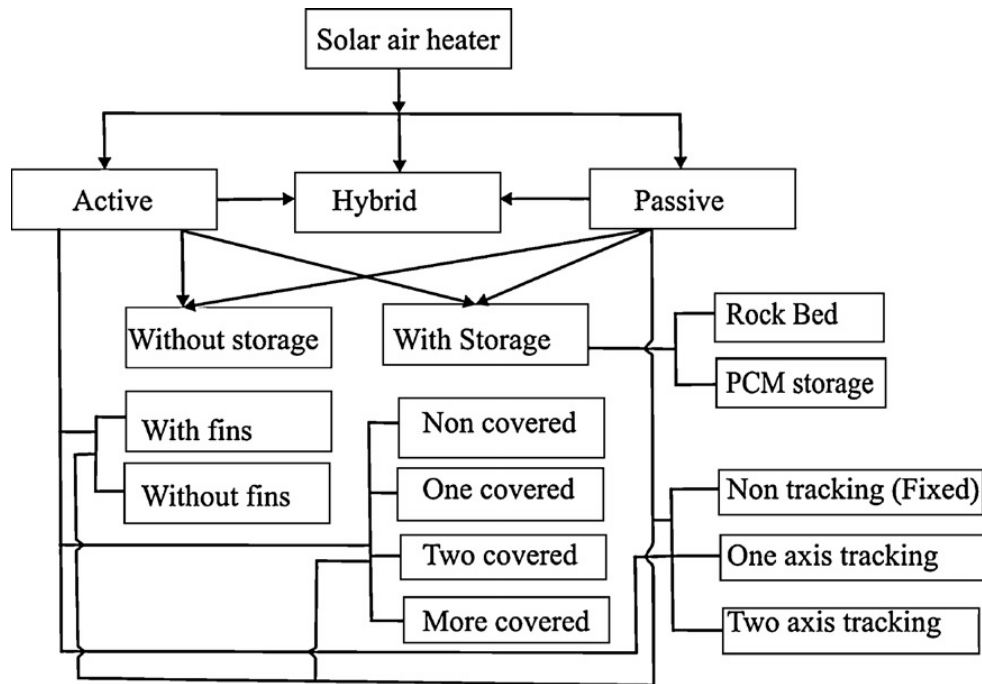 Solar air heater
Active
Hybrid
Passive
Without storage
With Storage
Rock Bed
PCM storage
With fins
Without fins
Non covered
One covered
Two covered
More covered
Non tracking (Fixed)
One axis tracking
Two axis tracking